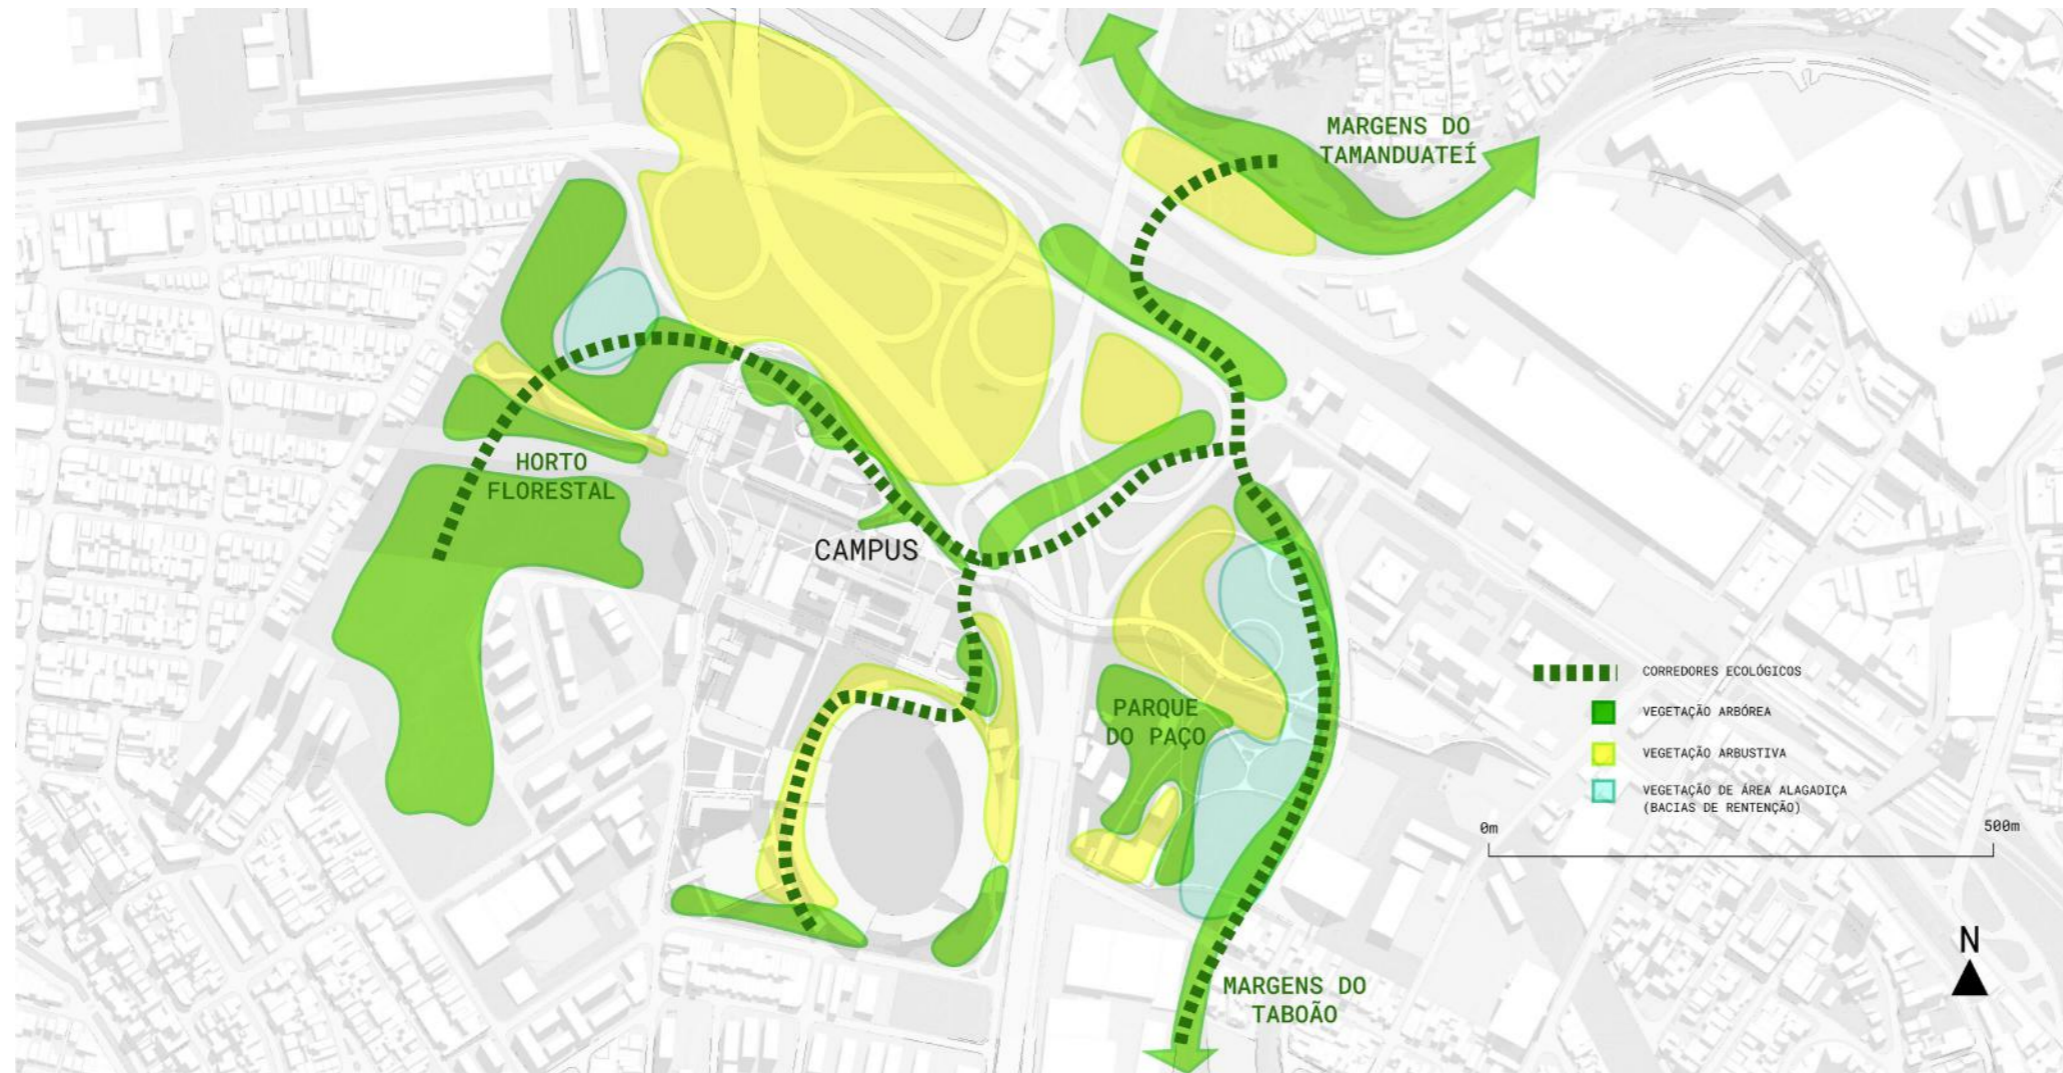 MARGENS DO
TAMANDUATEÍ
HORTO
FLORESTAL
CAMPUS
PARQUE
DO PAÇO
MARGENS DO
TABOÃO
CORREDORES ECOLÓGICOS
VEGETAÇÃO ARBÓREA
VEGETAÇÃO ARBUSTIVA
VEGETAÇÃO DE ÁREA ALAGADIÇA
(BACIAS DE RENTENÇÃO)
0m
500m
N